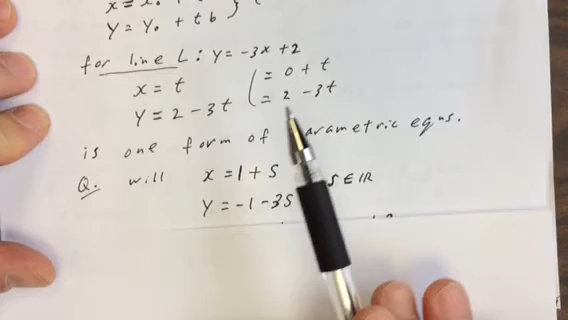 x = x₀
y = y₀ + t b }
for line L : y = -3x + 2
x = t ( = 0 + t
y = 2 - 3t ( = 2 - 3t
is one form of parametric eqns.
Q. will x = 1 + s s ∈ ℝ
y = -1 - 3s